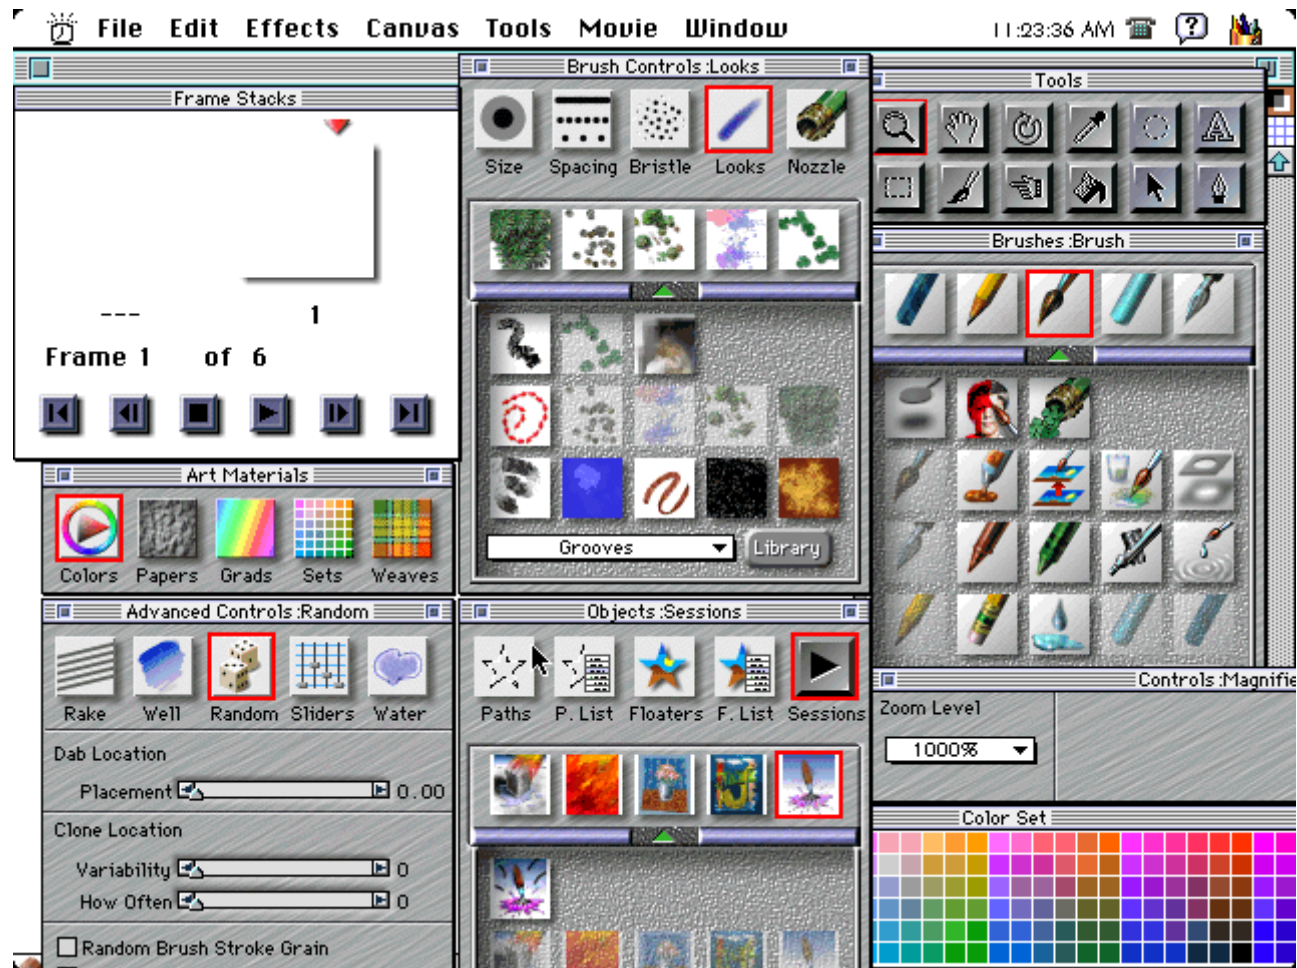 File Edit Effects Canvas Tools Movie Window 11:23:36 AM
Frame Stacks
--- 1
Frame 1 of 6
Brush Controls :Looks
Size Spacing Bristle Looks Nozzle
Grooves Library
Tools
A
Brushes :Brush
Art Materials
Colors Papers Grads Sets Weaves
Advanced Controls :Random
Rake Well Random Sliders Water
Dab Location
Placement 0.00
Clone Location
Variability 0
How Often 0
Random Brush Stroke Grain
Objects :Sessions
Paths P. List Floaters F. List Sessions
Controls :Magnifie
Zoom Level
1000%
Color Set